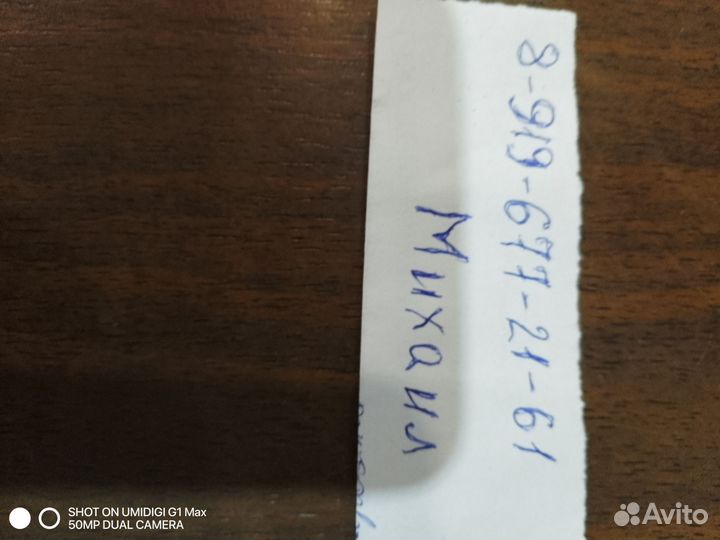 8-919-677-21-61
Михаил
SHOT ON UMIDIGI G1 Max
50MP DUAL CAMERA
Avito